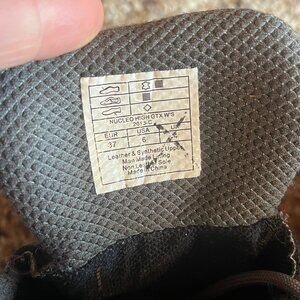 NUCLEO HIGH GTX W'S
2013-C
EUR USA
37 6
Leather & Synthetic Upper
Man Made Lining
Non Leather Sole
Made in China